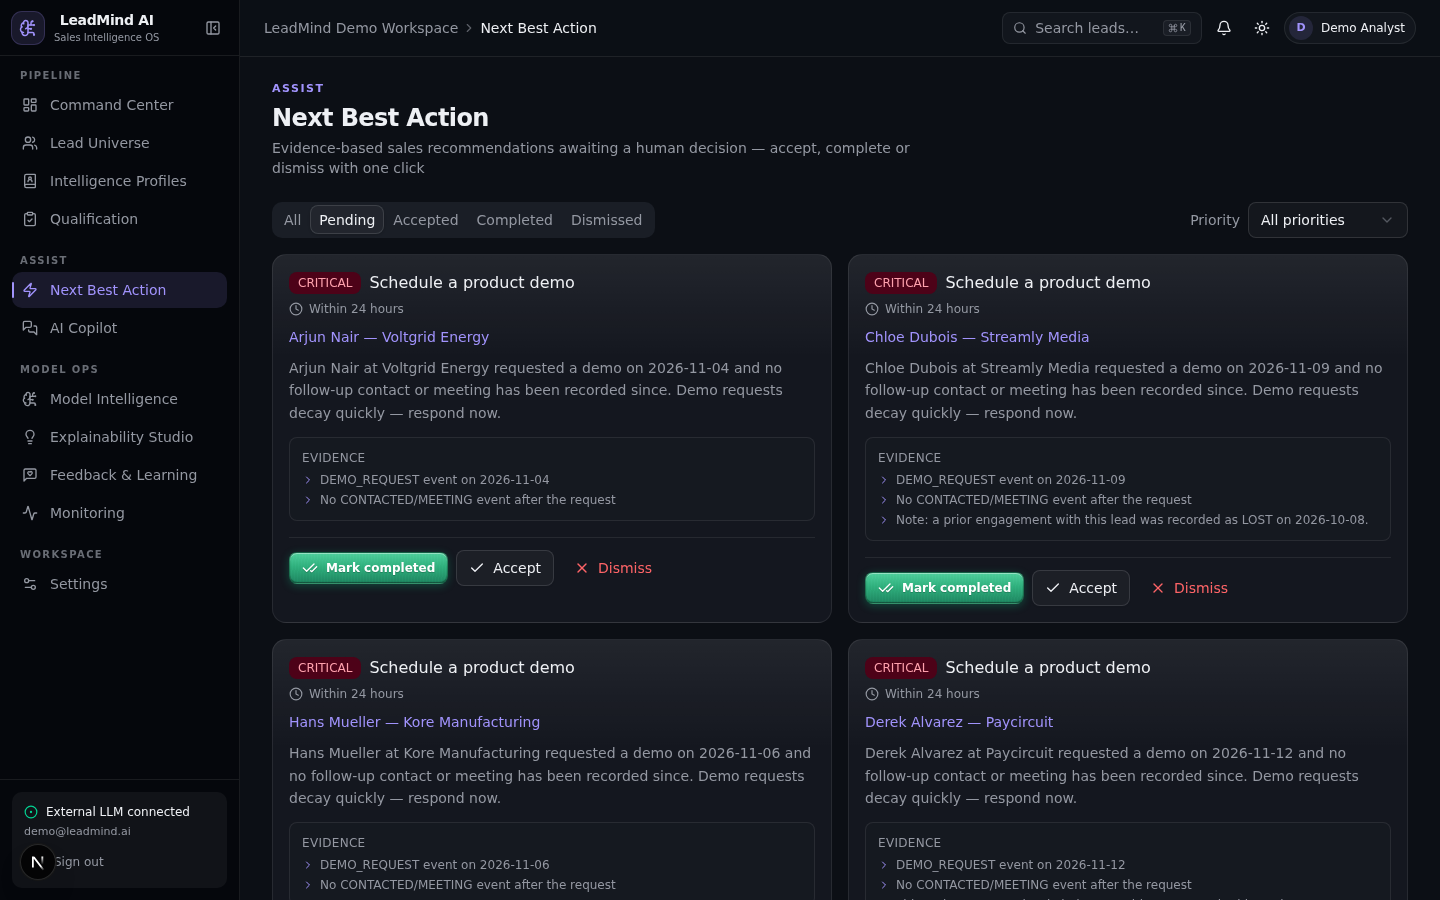 LeadMind AI
Sales Intelligence OS
PIPELINE
Command Center
Lead Universe
Intelligence Profiles
Qualification
ASSIST
Next Best Action
AI Copilot
MODEL OPS
Model Intelligence
Explainability Studio
Feedback & Learning
Monitoring
WORKSPACE
Settings
External LLM connected
demo@leadmind.ai
N
Sign out
LeadMind Demo Workspace > Next Best Action
Search leads... ⌘K
D Demo Analyst
ASSIST
Next Best Action
Evidence-based sales recommendations awaiting a human decision — accept, complete or
dismiss with one click
All Pending Accepted Completed Dismissed
Priority All priorities
CRITICAL Schedule a product demo
Within 24 hours
Arjun Nair — Voltgrid Energy
Arjun Nair at Voltgrid Energy requested a demo on 2026-11-04 and no
follow-up contact or meeting has been recorded since. Demo requests
decay quickly — respond now.
EVIDENCE
DEMO_REQUEST event on 2026-11-04
No CONTACTED/MEETING event after the request
Mark completed Accept Dismiss
CRITICAL Schedule a product demo
Within 24 hours
Chloe Dubois — Streamly Media
Chloe Dubois at Streamly Media requested a demo on 2026-11-09 and no
follow-up contact or meeting has been recorded since. Demo requests
decay quickly — respond now.
EVIDENCE
DEMO_REQUEST event on 2026-11-09
No CONTACTED/MEETING event after the request
Note: a prior engagement with this lead was recorded as LOST on 2026-10-08.
Mark completed Accept Dismiss
CRITICAL Schedule a product demo
Within 24 hours
Hans Mueller — Kore Manufacturing
Hans Mueller at Kore Manufacturing requested a demo on 2026-11-06 and
no follow-up contact or meeting has been recorded since. Demo requests
decay quickly — respond now.
EVIDENCE
DEMO_REQUEST event on 2026-11-06
No CONTACTED/MEETING event after the request
CRITICAL Schedule a product demo
Within 24 hours
Derek Alvarez — Paycircuit
Derek Alvarez at Paycircuit requested a demo on 2026-11-12 and no
follow-up contact or meeting has been recorded since. Demo requests
decay quickly — respond now.
EVIDENCE
DEMO_REQUEST event on 2026-11-12
No CONTACTED/MEETING event after the request